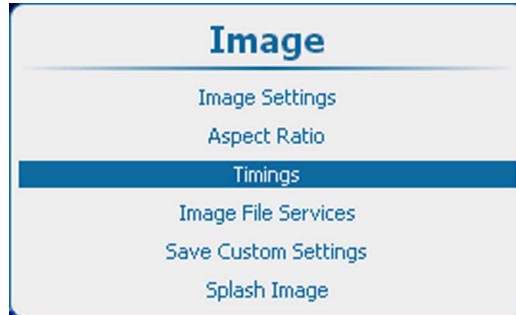 Image
Image Settings
Aspect Ratio
Timings
Image File Services
Save Custom Settings
Splash Image